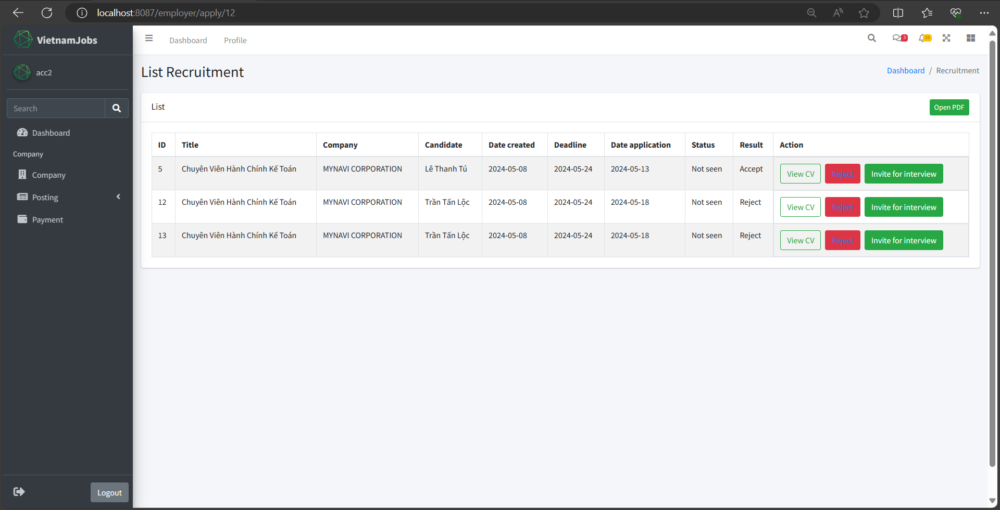 localhost:8087/employer/apply/12
VietnamJobs
Dashboard Profile
3 15
acc2
List Recruitment
Dashboard / Recruitment
Search
List
Open PDF
Dashboard
Company
Company
Posting
Payment
ID Title Company Candidate Date created Deadline Date application Status Result Action
5 Chuyên Viên Hành Chính Kế Toán MYNAVI CORPORATION Lê Thanh Tú 2024-05-08 2024-05-24 2024-05-13 Not seen Accept View CV Reject Invite for interview
12 Chuyên Viên Hành Chính Kế Toán MYNAVI CORPORATION Trần Tấn Lộc 2024-05-08 2024-05-24 2024-05-18 Not seen Reject View CV Reject Invite for interview
13 Chuyên Viên Hành Chính Kế Toán MYNAVI CORPORATION Trần Tấn Lộc 2024-05-08 2024-05-24 2024-05-18 Not seen Reject View CV Reject Invite for interview
Logout